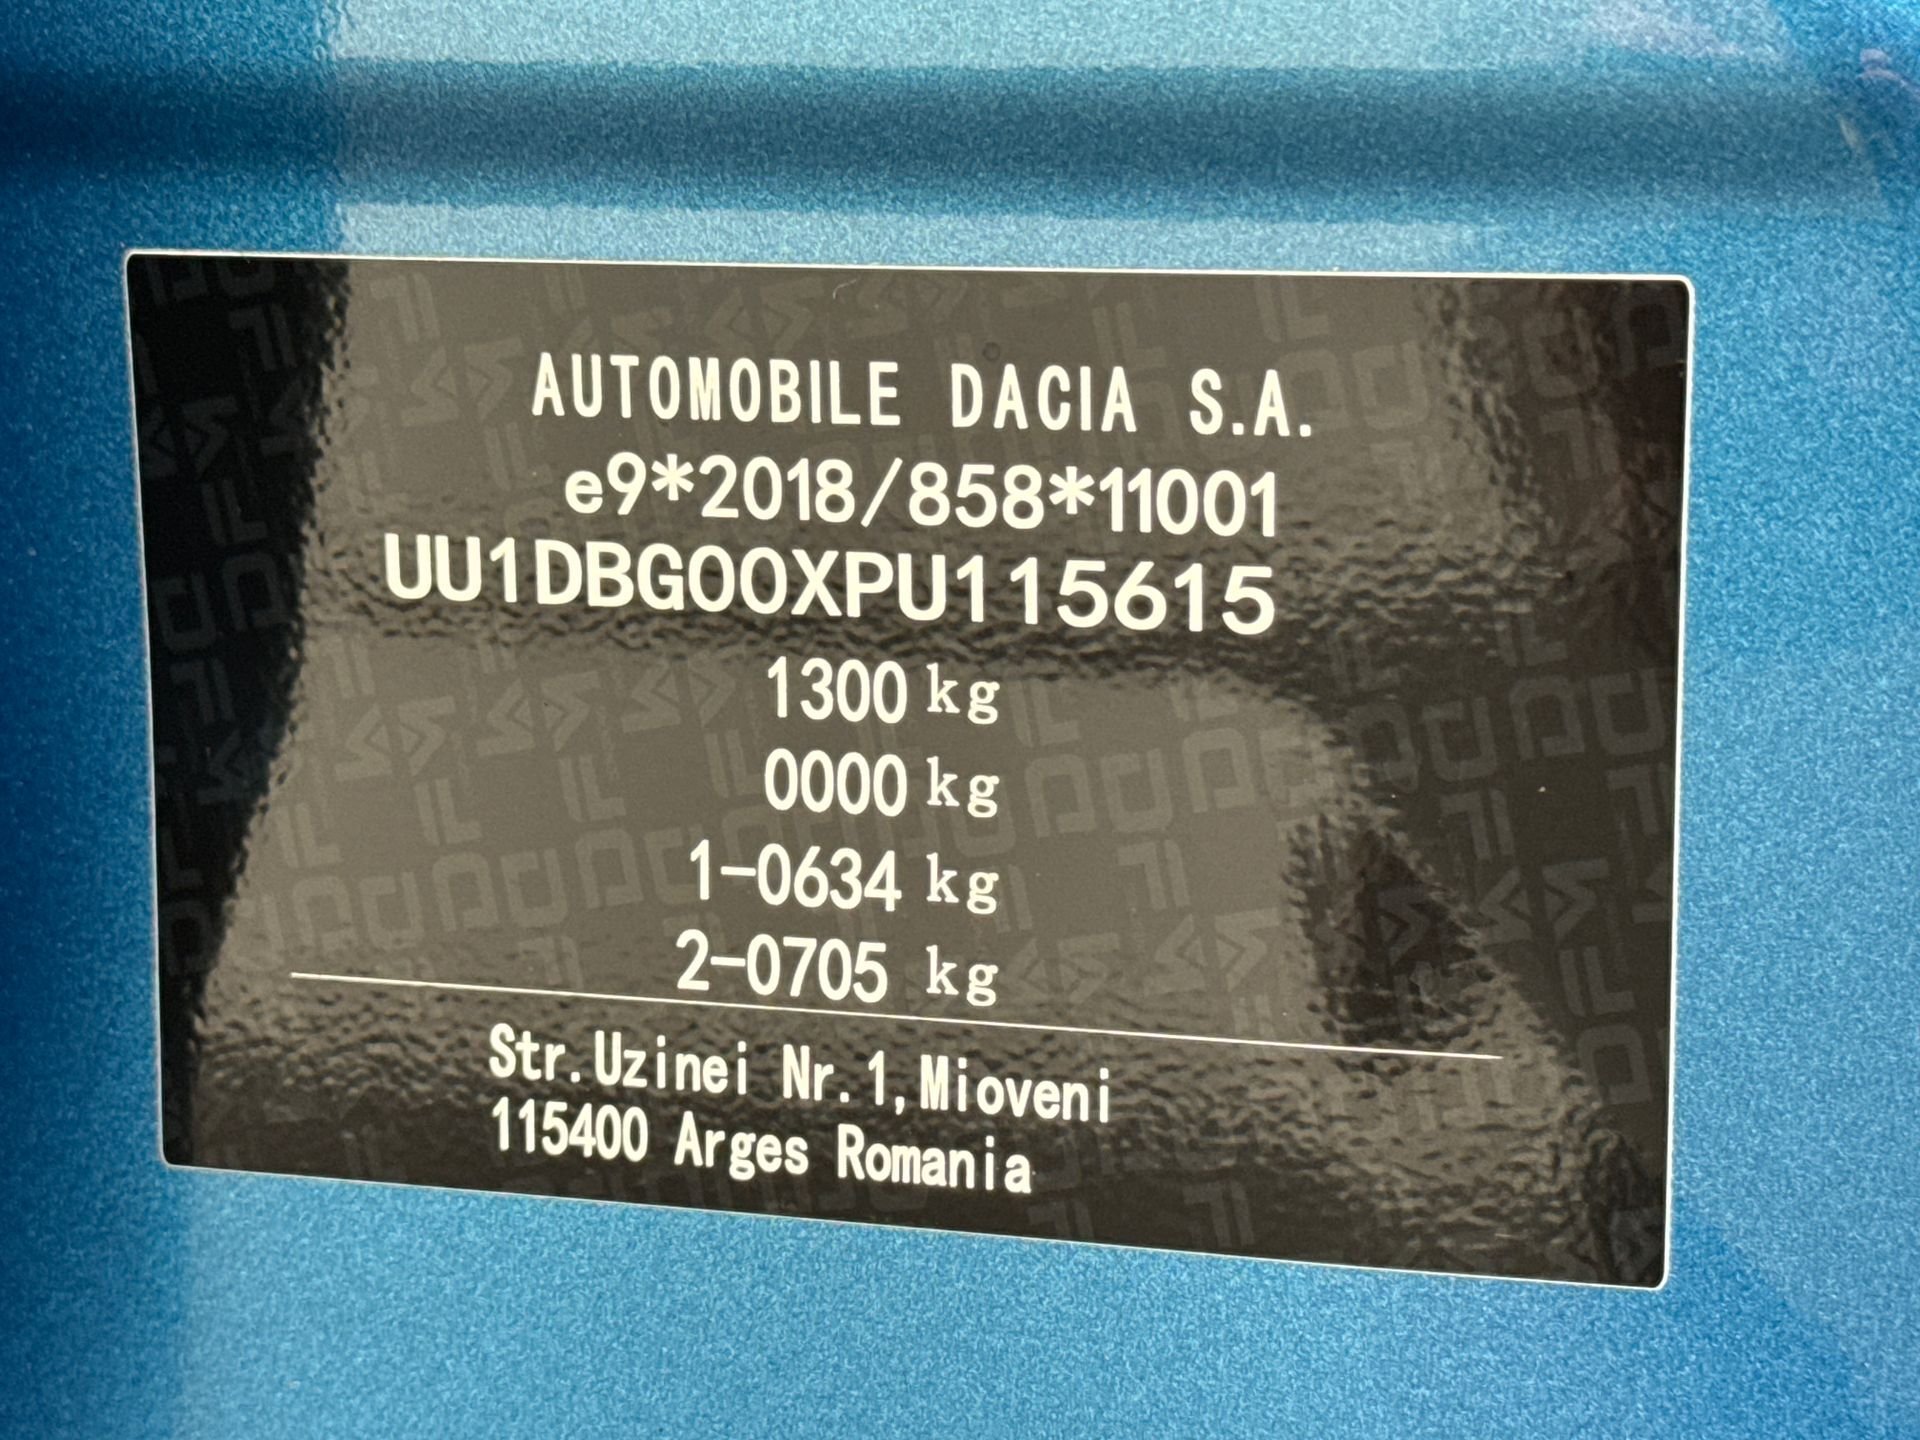 AUTOMOBILE DACIA S.A.
e9*2018/858*11001
UU1DBG00XPU115615
1300 kg
0000 kg
1-0634 kg
2-0705 kg
Str.Uzinei Nr.1,Mioveni
115400 Arges Romania